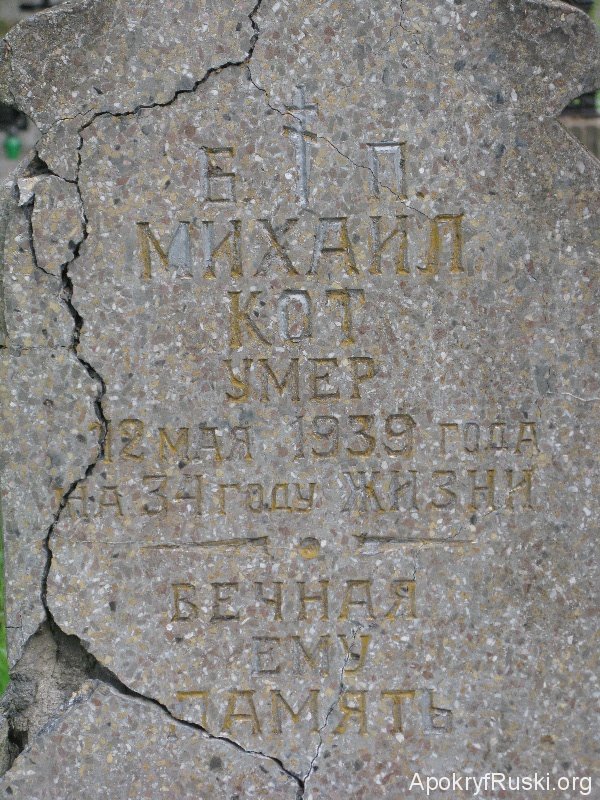 Б П
МИХАИЛ
КОТ
УМЕР
12 МАЯ 1939 ГОДА
НА 34 ГОДУ ЖИЗНИ
ВЕЧНАЯ
ЕМУ
ПАМЯТЬ
ApokryfRuski.org